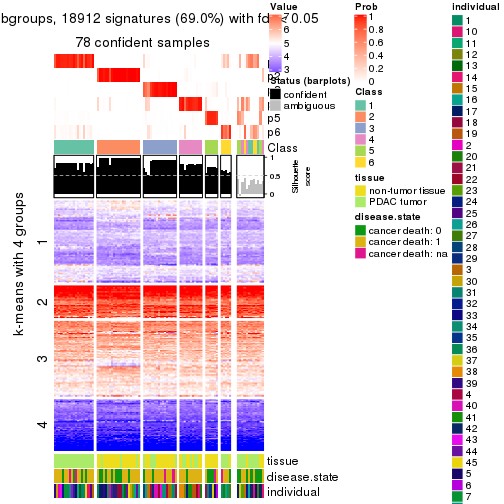 bgroups, 18912 signatures (69.0%) with fd
0.05
78 confident samples
p5
p6
Class
1
0.5
0
Silhouette
score
k-means with 4 groups
1
2
3
4
tissue
disease.state
individual
Value
6
5
4
3
Status (barplots)
confident
ambiguous
Prob
1
0.8
0.6
0.4
0.2
0
Class
1
2
3
4
5
6
tissue
non-tumor tissue
PDAC tumor
disease.state
cancer death: 0
cancer death: 1
cancer death: na
individual
1
10
11
12
13
14
15
16
17
18
19
2
20
21
22
23
24
25
26
27
28
29
3
30
31
32
33
34
35
36
37
38
39
4
40
41
42
43
44
45
5
6
7